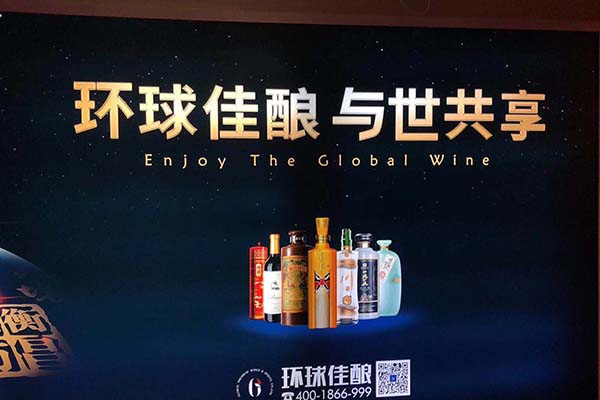 环球佳酿 与世共享
Enjoy The Global Wine
衡
环球佳酿
☎400-1866-999